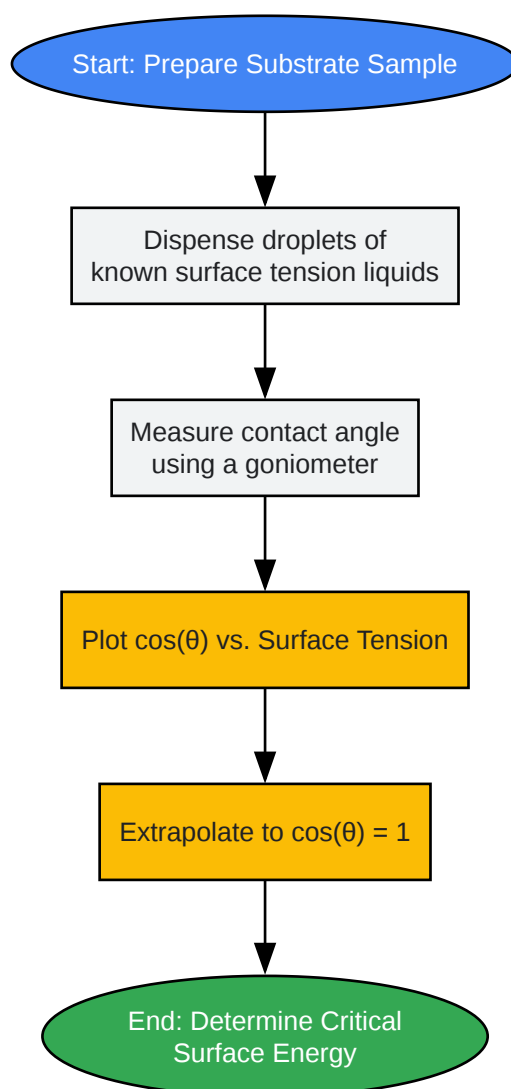 Start: Prepare Substrate Sample
Dispense droplets of
known surface tension liquids
Measure contact angle
using a goniometer
Plot cos(θ) vs. Surface Tension
Extrapolate to cos(θ) = 1
End: Determine Critical
Surface Energy